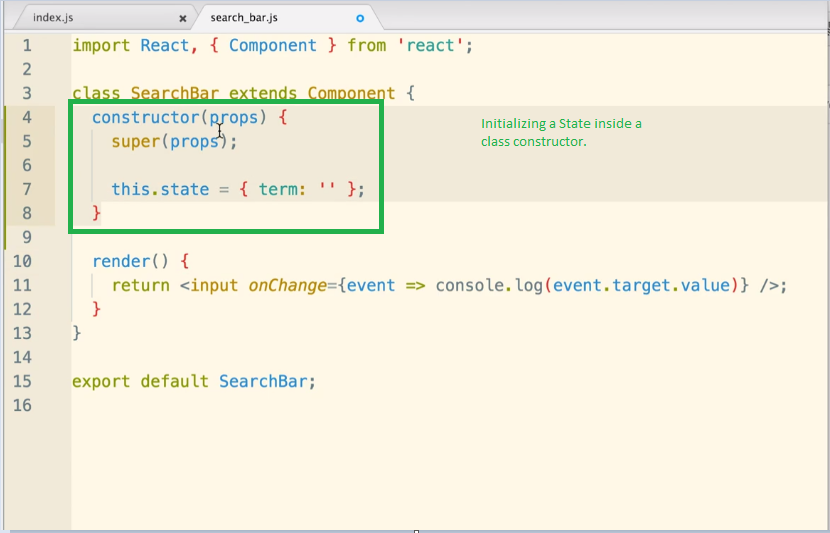 index.js × search_bar.js
1 import React, { Component } from 'react';
2
3 class SearchBar extends Component {
4 constructor(props) {
5 super(props);
6
7 this.state = { term: '' };
8 }
9
10 render() {
11 return <input onChange={event => console.log(event.target.value)} />;
12 }
13 }
14
15 export default SearchBar;
16
Initializing a State inside a
class constructor.